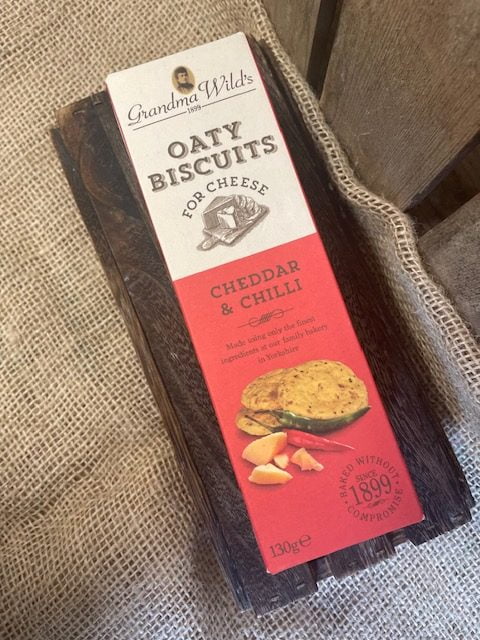 Grandma Wild's
1899
OATY
BISCUITS
FOR CHEESE
CHEDDAR
& CHILLI
Made using only the finest
ingredients at our family bakery
in Yorkshire
BAKED WITHOUT
SINCE
1899
COMPROMISE
130g℮